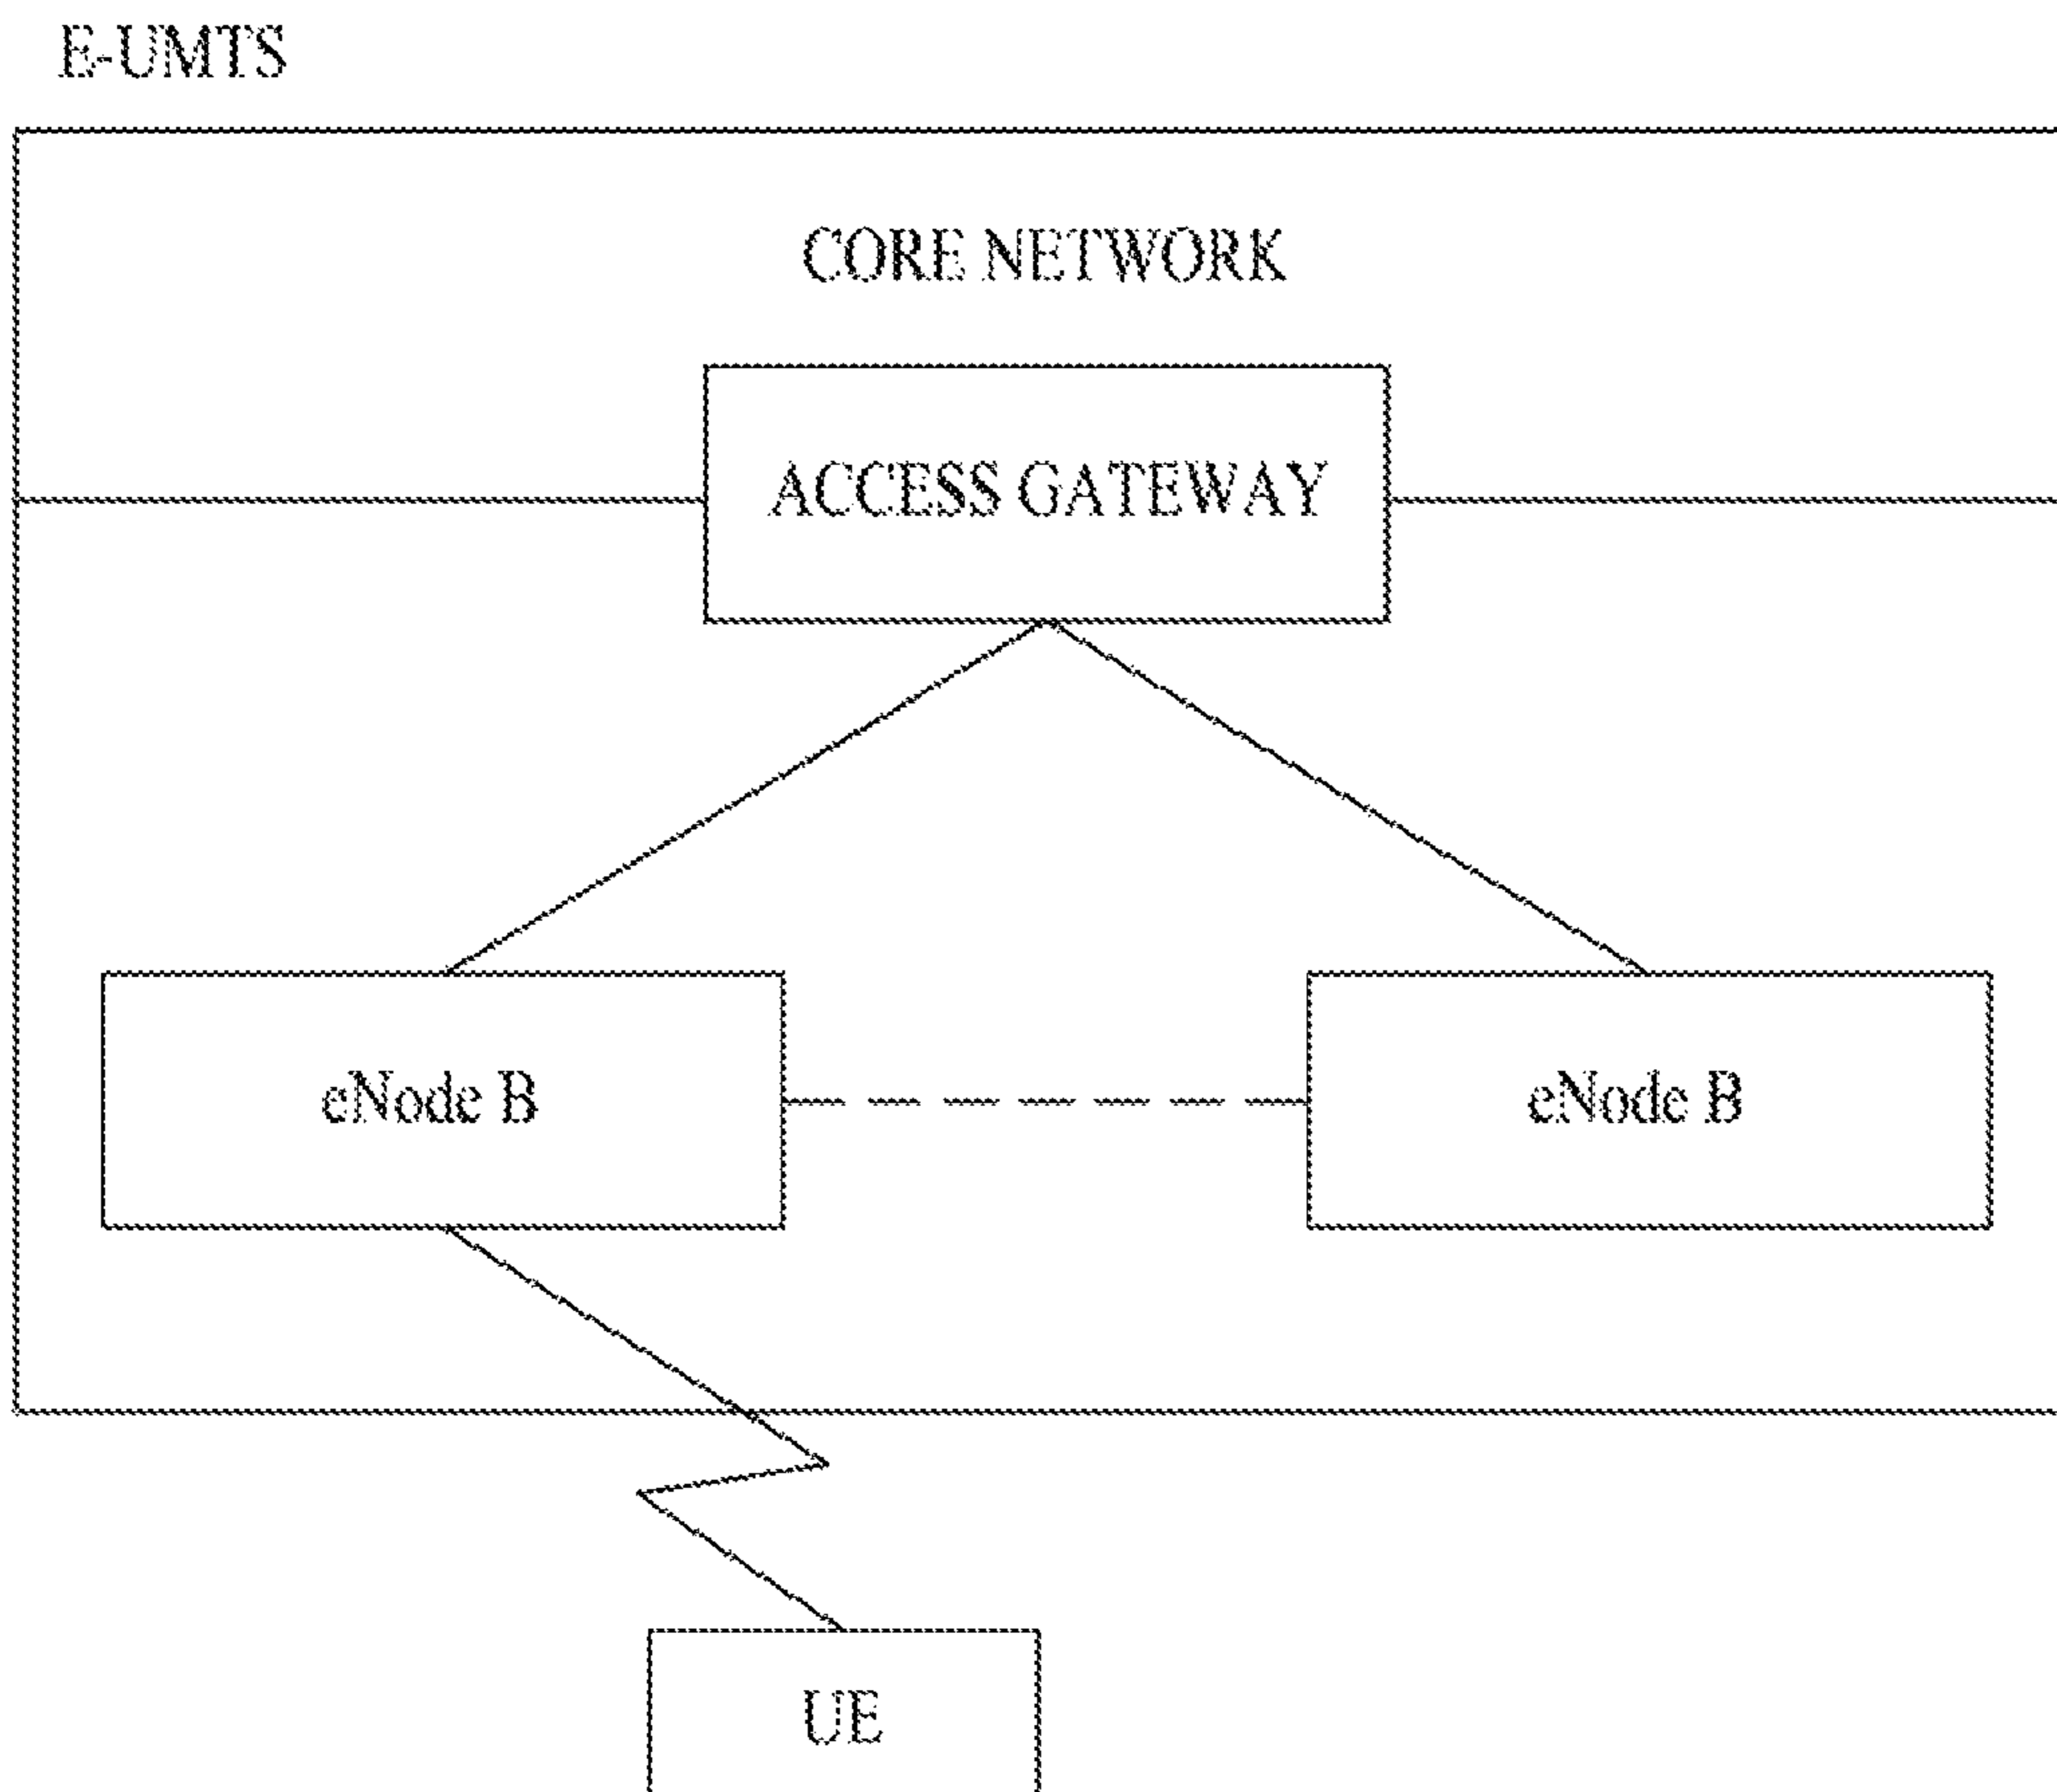 E-UMTS
CORE NETWORK
ACCESS GATEWAY
eNode B
eNode B
UE